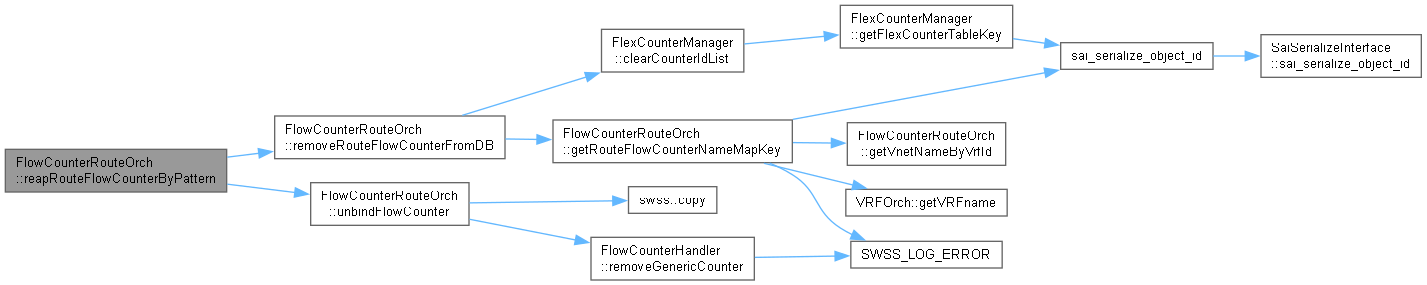 FlowCounterRouteOrch
::reapRouteFlowCounterByPattern
FlowCounterRouteOrch
::removeRouteFlowCounterFromDB
FlexCounterManager
::clearCounterIdList
FlexCounterManager
::getFlexCounterTableKey
sai_serialize_object_id
SaiSerializeInterface
::sai_serialize_object_id
FlowCounterRouteOrch
::getRouteFlowCounterNameMapKey
FlowCounterRouteOrch
::getVnetNameByVrfId
VRFOrch::getVRFname
SWSS_LOG_ERROR
FlowCounterRouteOrch
::unbindFlowCounter
swss::copy
FlowCounterHandler
::removeGenericCounter